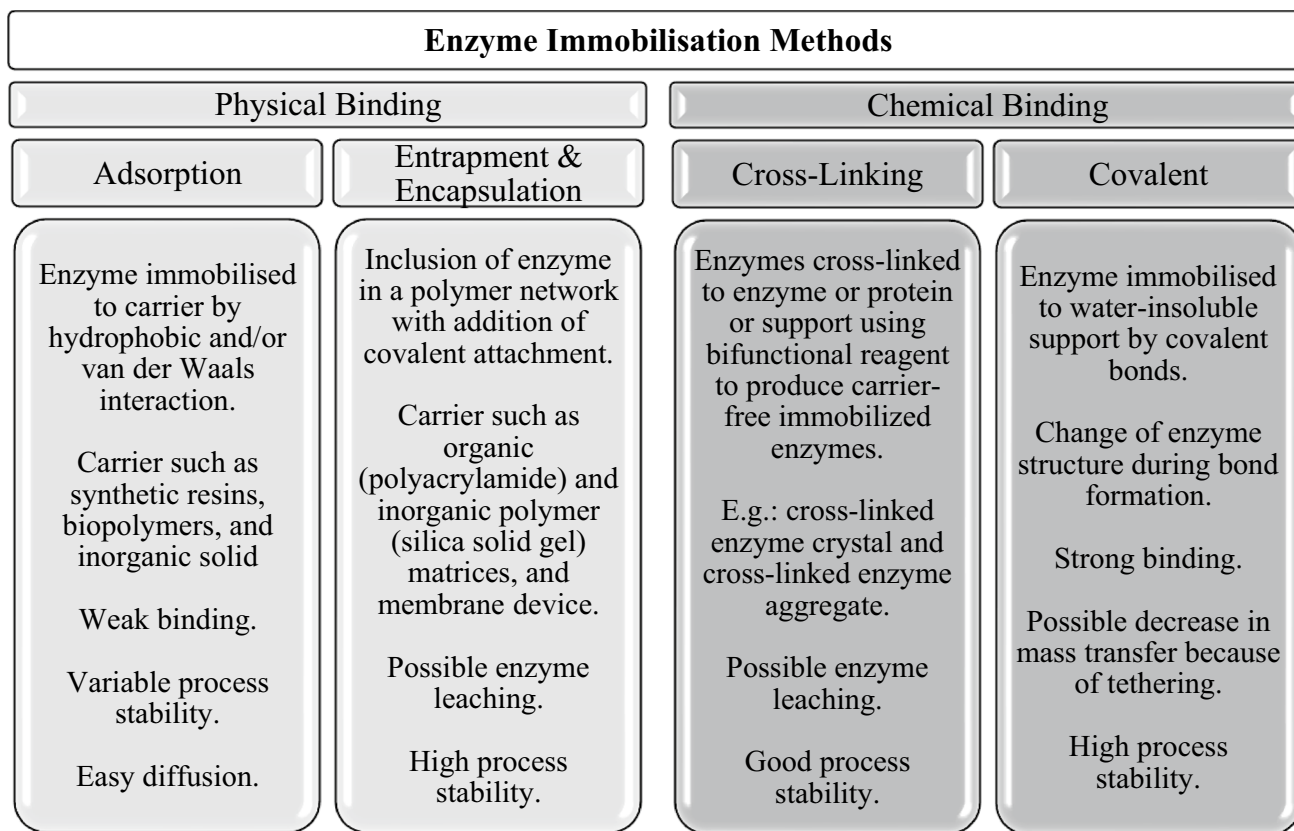 Enzyme Immobilisation Methods
Physical Binding
Chemical Binding
Adsorption
Entrapment &
Encapsulation
Cross-Linking
Covalent
Enzyme immobilised
to carrier by
hydrophobic and/or
van der Waals
interaction.
Carrier such as
synthetic resins,
biopolymers, and
inorganic solid
Weak binding.
Variable process
stability.
Easy diffusion.
Inclusion of enzyme
in a polymer network
with addition of
covalent attachment.
Carrier such as
organic
(polyacrylamide) and
inorganic polymer
(silica solid gel)
matrices, and
membrane device.
Possible enzyme
leaching.
High process
stability.
Enzymes cross-linked
to enzyme or protein
or support using
bifunctional reagent
to produce carrier-
free immobilized
enzymes.
E.g.: cross-linked
enzyme crystal and
cross-linked enzyme
aggregate.
Possible enzyme
leaching.
Good process
stability.
Enzyme immobilised
to water-insoluble
support by covalent
bonds.
Change of enzyme
structure during bond
formation.
Strong binding.
Possible decrease in
mass transfer because
of tethering.
High process
stability.